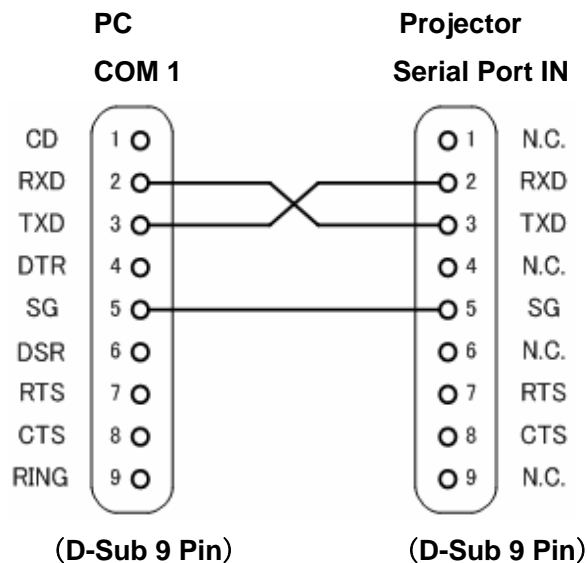 PC Projector
COM 1 Serial Port IN
CD 1 1 N.C.
RXD 2 2 RXD
TXD 3 3 TXD
DTR 4 4 N.C.
SG 5 5 SG
DSR 6 6 N.C.
RTS 7 7 RTS
CTS 8 8 CTS
RING 9 9 N.C.
（D-Sub 9 Pin） （D-Sub 9 Pin）